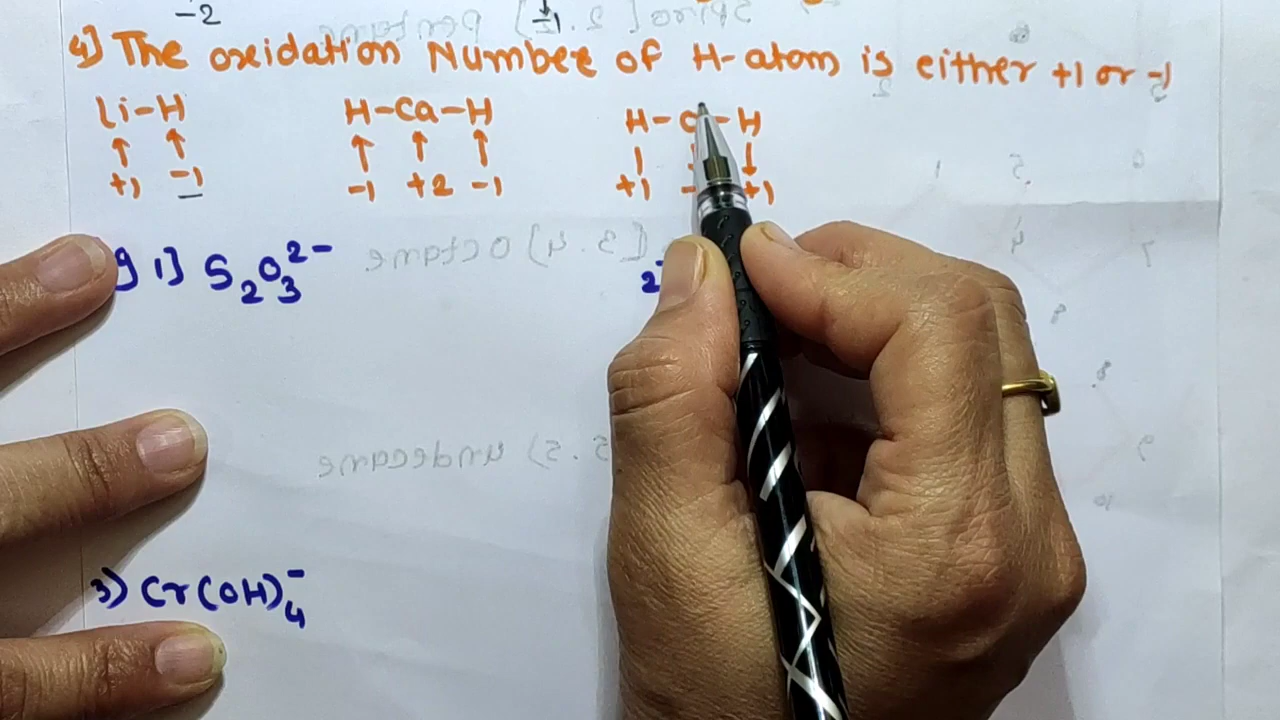 -2
4] The oxidation Number of H-atom is either +1 or -1
Li-H H-Ca-H H-O-H
+1 -1 -1 +2 -1 +1 - +1
g 1] S₂O₃²⁻
3) Cr(OH)₄⁻